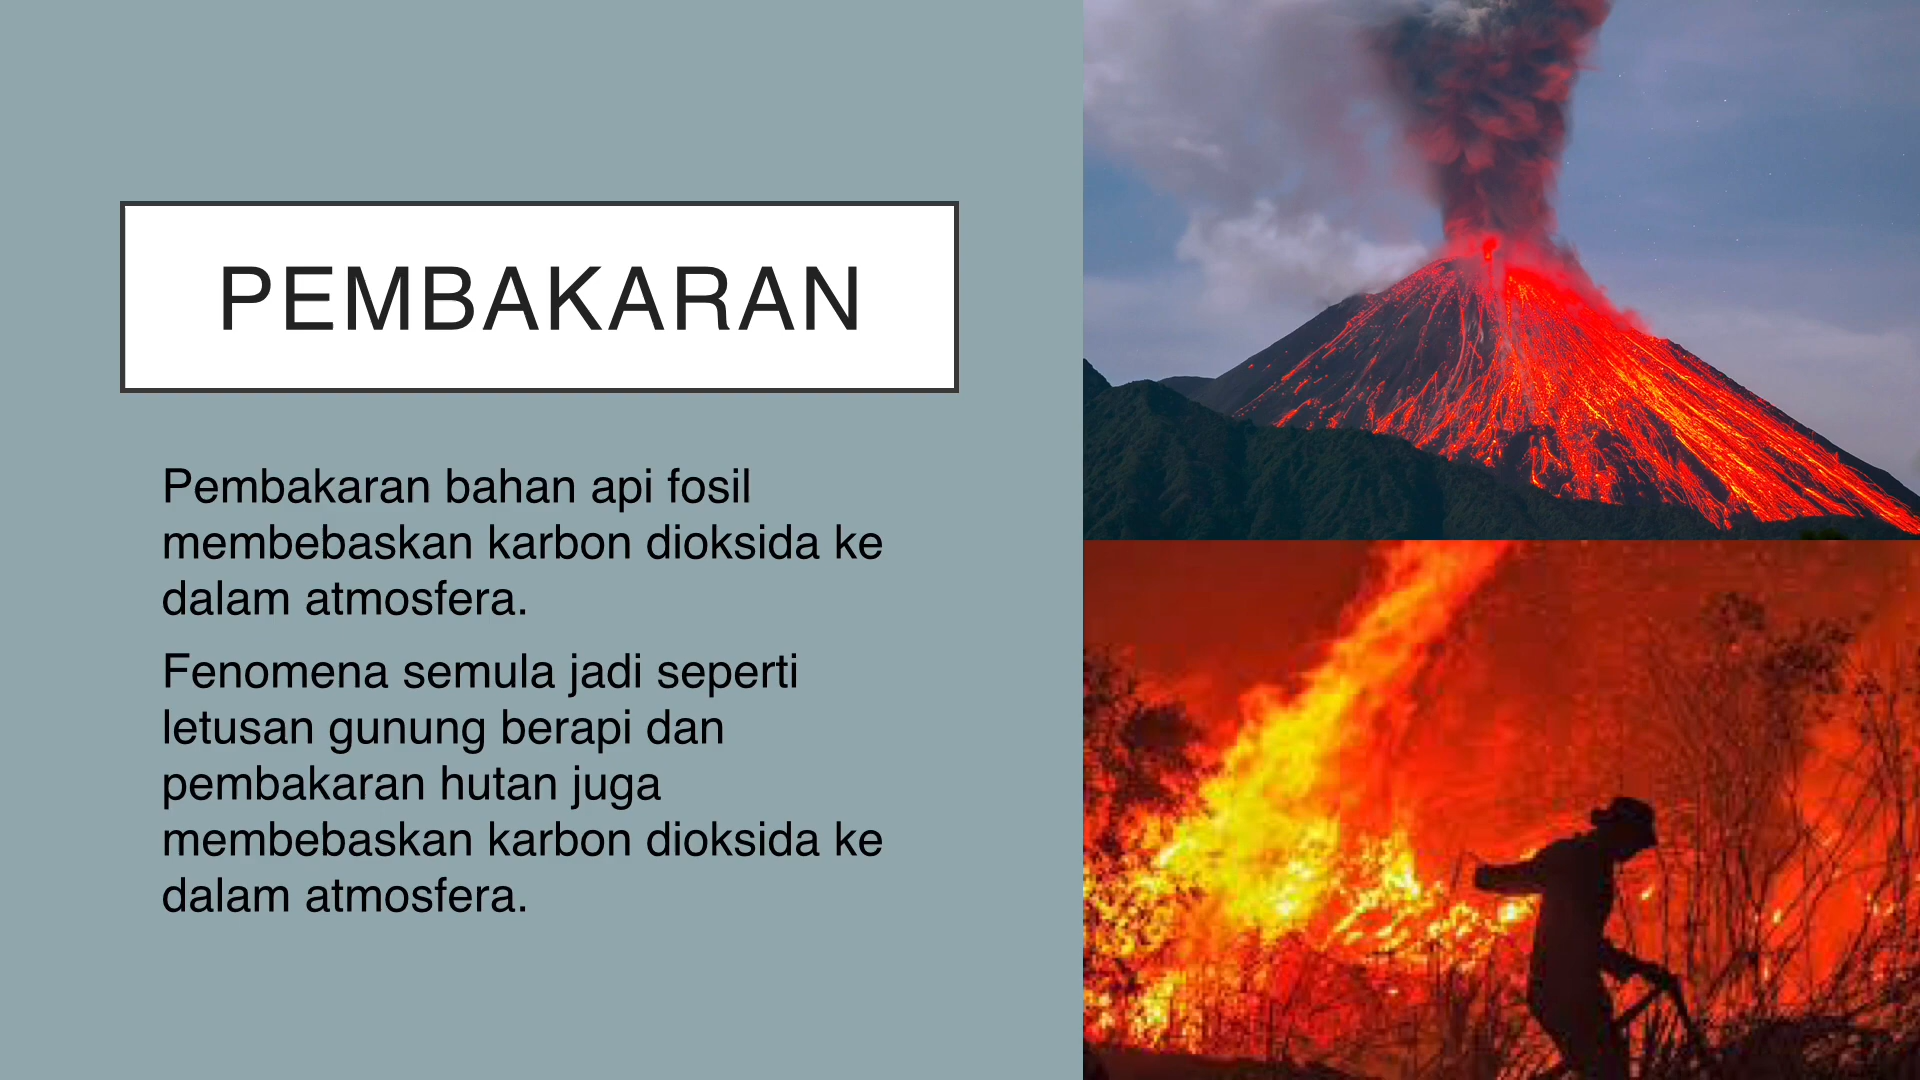 PEMBAKARAN
Pembakaran bahan api fosil
membebaskan karbon dioksida ke
dalam atmosfera.
Fenomena semula jadi seperti
letusan gunung berapi dan
pembakaran hutan juga
membebaskan karbon dioksida ke
dalam atmosfera.